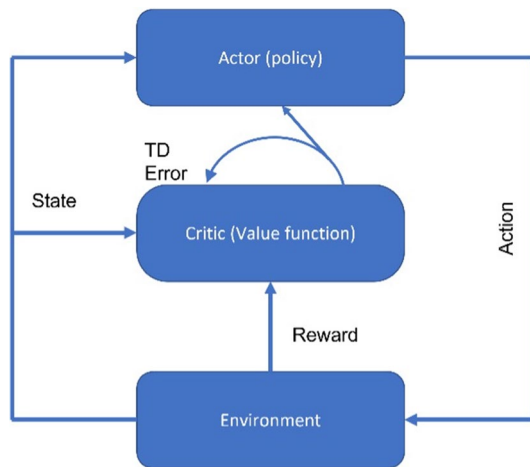 Actor (policy)
TD
Error
State
Critic (Value function)
Action
Reward
Environment